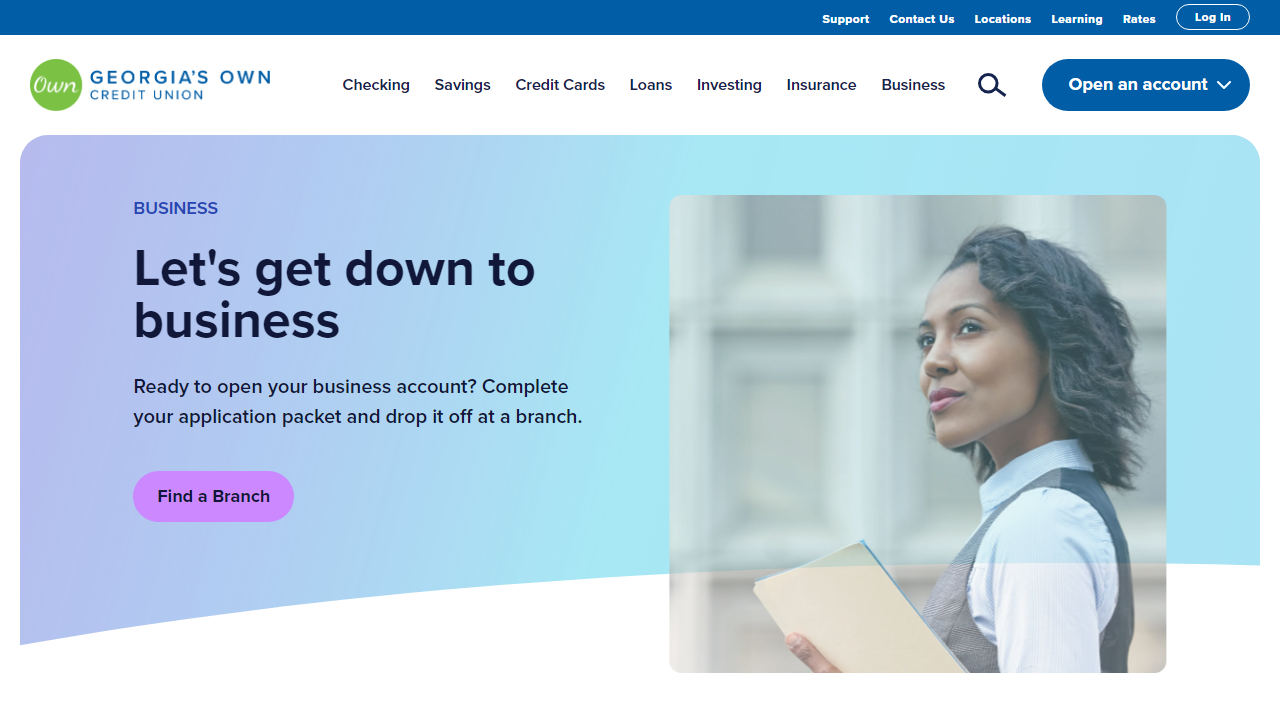 Support Contact Us Locations Learning Rates Log In
Own GEORGIA'S OWN
CREDIT UNION
Checking Savings Credit Cards Loans Investing Insurance Business Open an account
BUSINESS
Let's get down to
business
Ready to open your business account? Complete
your application packet and drop it off at a branch.
Find a Branch